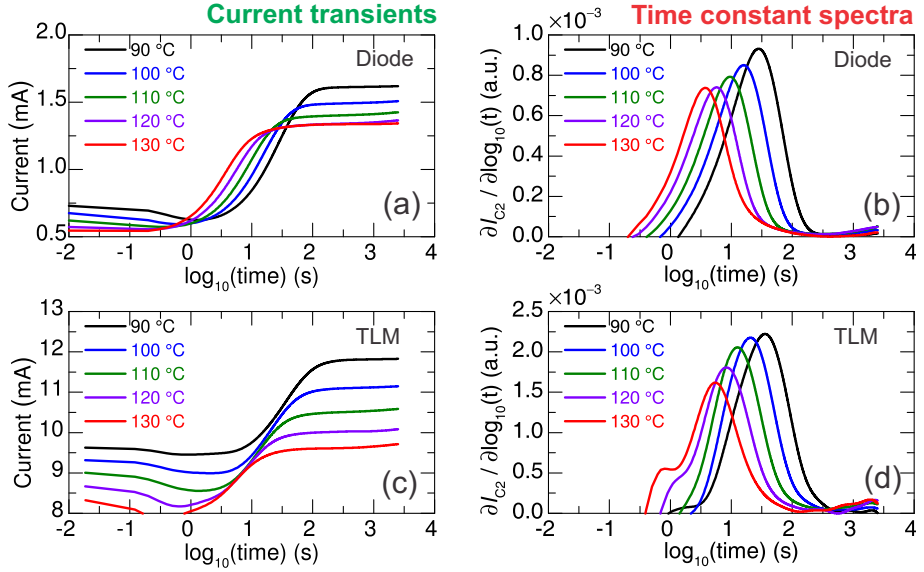 Current transients
Time constant spectra
×10⁻³
2.0
1.5
1.0
0.5
90 °C
100 °C
110 °C
120 °C
130 °C
Diode
(a)
Current (mA)
-2 -1 0 1 2 3 4
log₁₀(time) (s)
1.0
0.8
0.6
0.4
0.2
0.0
90 °C
100 °C
110 °C
120 °C
130 °C
Diode
(b)
∂I_C2 / ∂log₁₀(t) (a.u.)
-2 -1 0 1 2 3 4
log₁₀(time) (s)
13
12
11
10
9
8
90 °C
100 °C
110 °C
120 °C
130 °C
TLM
(c)
Current (mA)
-2 -1 0 1 2 3 4
log₁₀(time) (s)
×10⁻³
2.5
2.0
1.5
1.0
0.5
0.0
90 °C
100 °C
110 °C
120 °C
130 °C
TLM
(d)
∂I_C2 / ∂log₁₀(t) (a.u.)
-2 -1 0 1 2 3 4
log₁₀(time) (s)